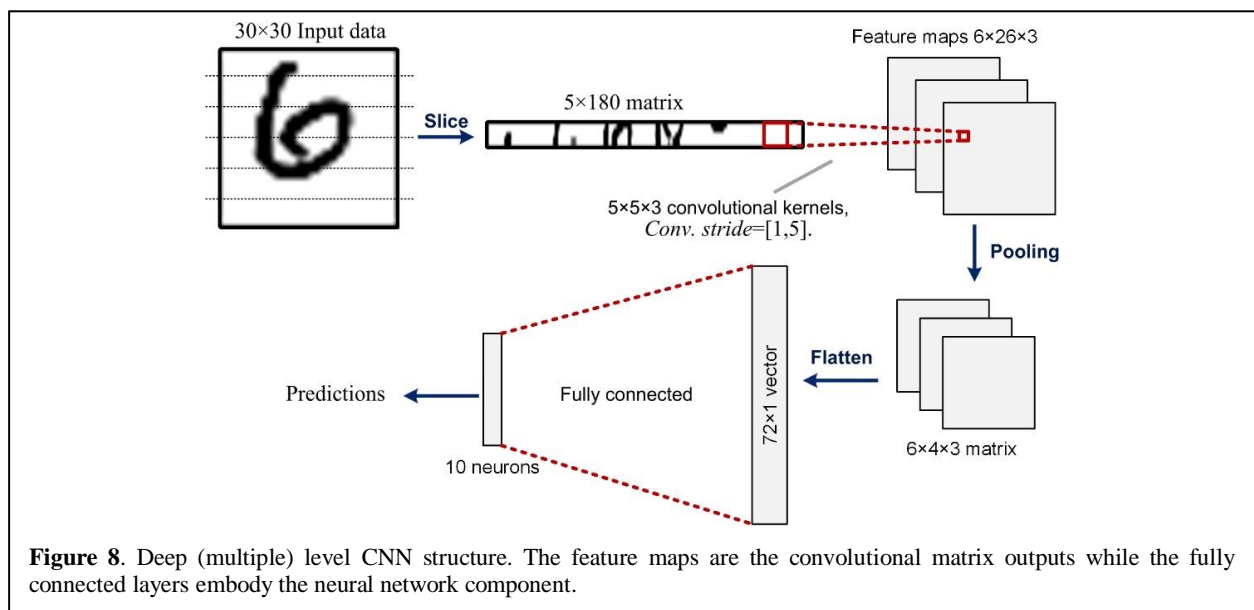 30×30 Input data
Slice
5×180 matrix
5×5×3 convolutional kernels,
Conv. stride=[1,5].
Feature maps 6×26×3
Pooling
6×4×3 matrix
Flatten
72×1 vector
Fully connected
10 neurons
Predictions
Figure 8. Deep (multiple) level CNN structure. The feature maps are the convolutional matrix outputs while the fully
connected layers embody the neural network component.